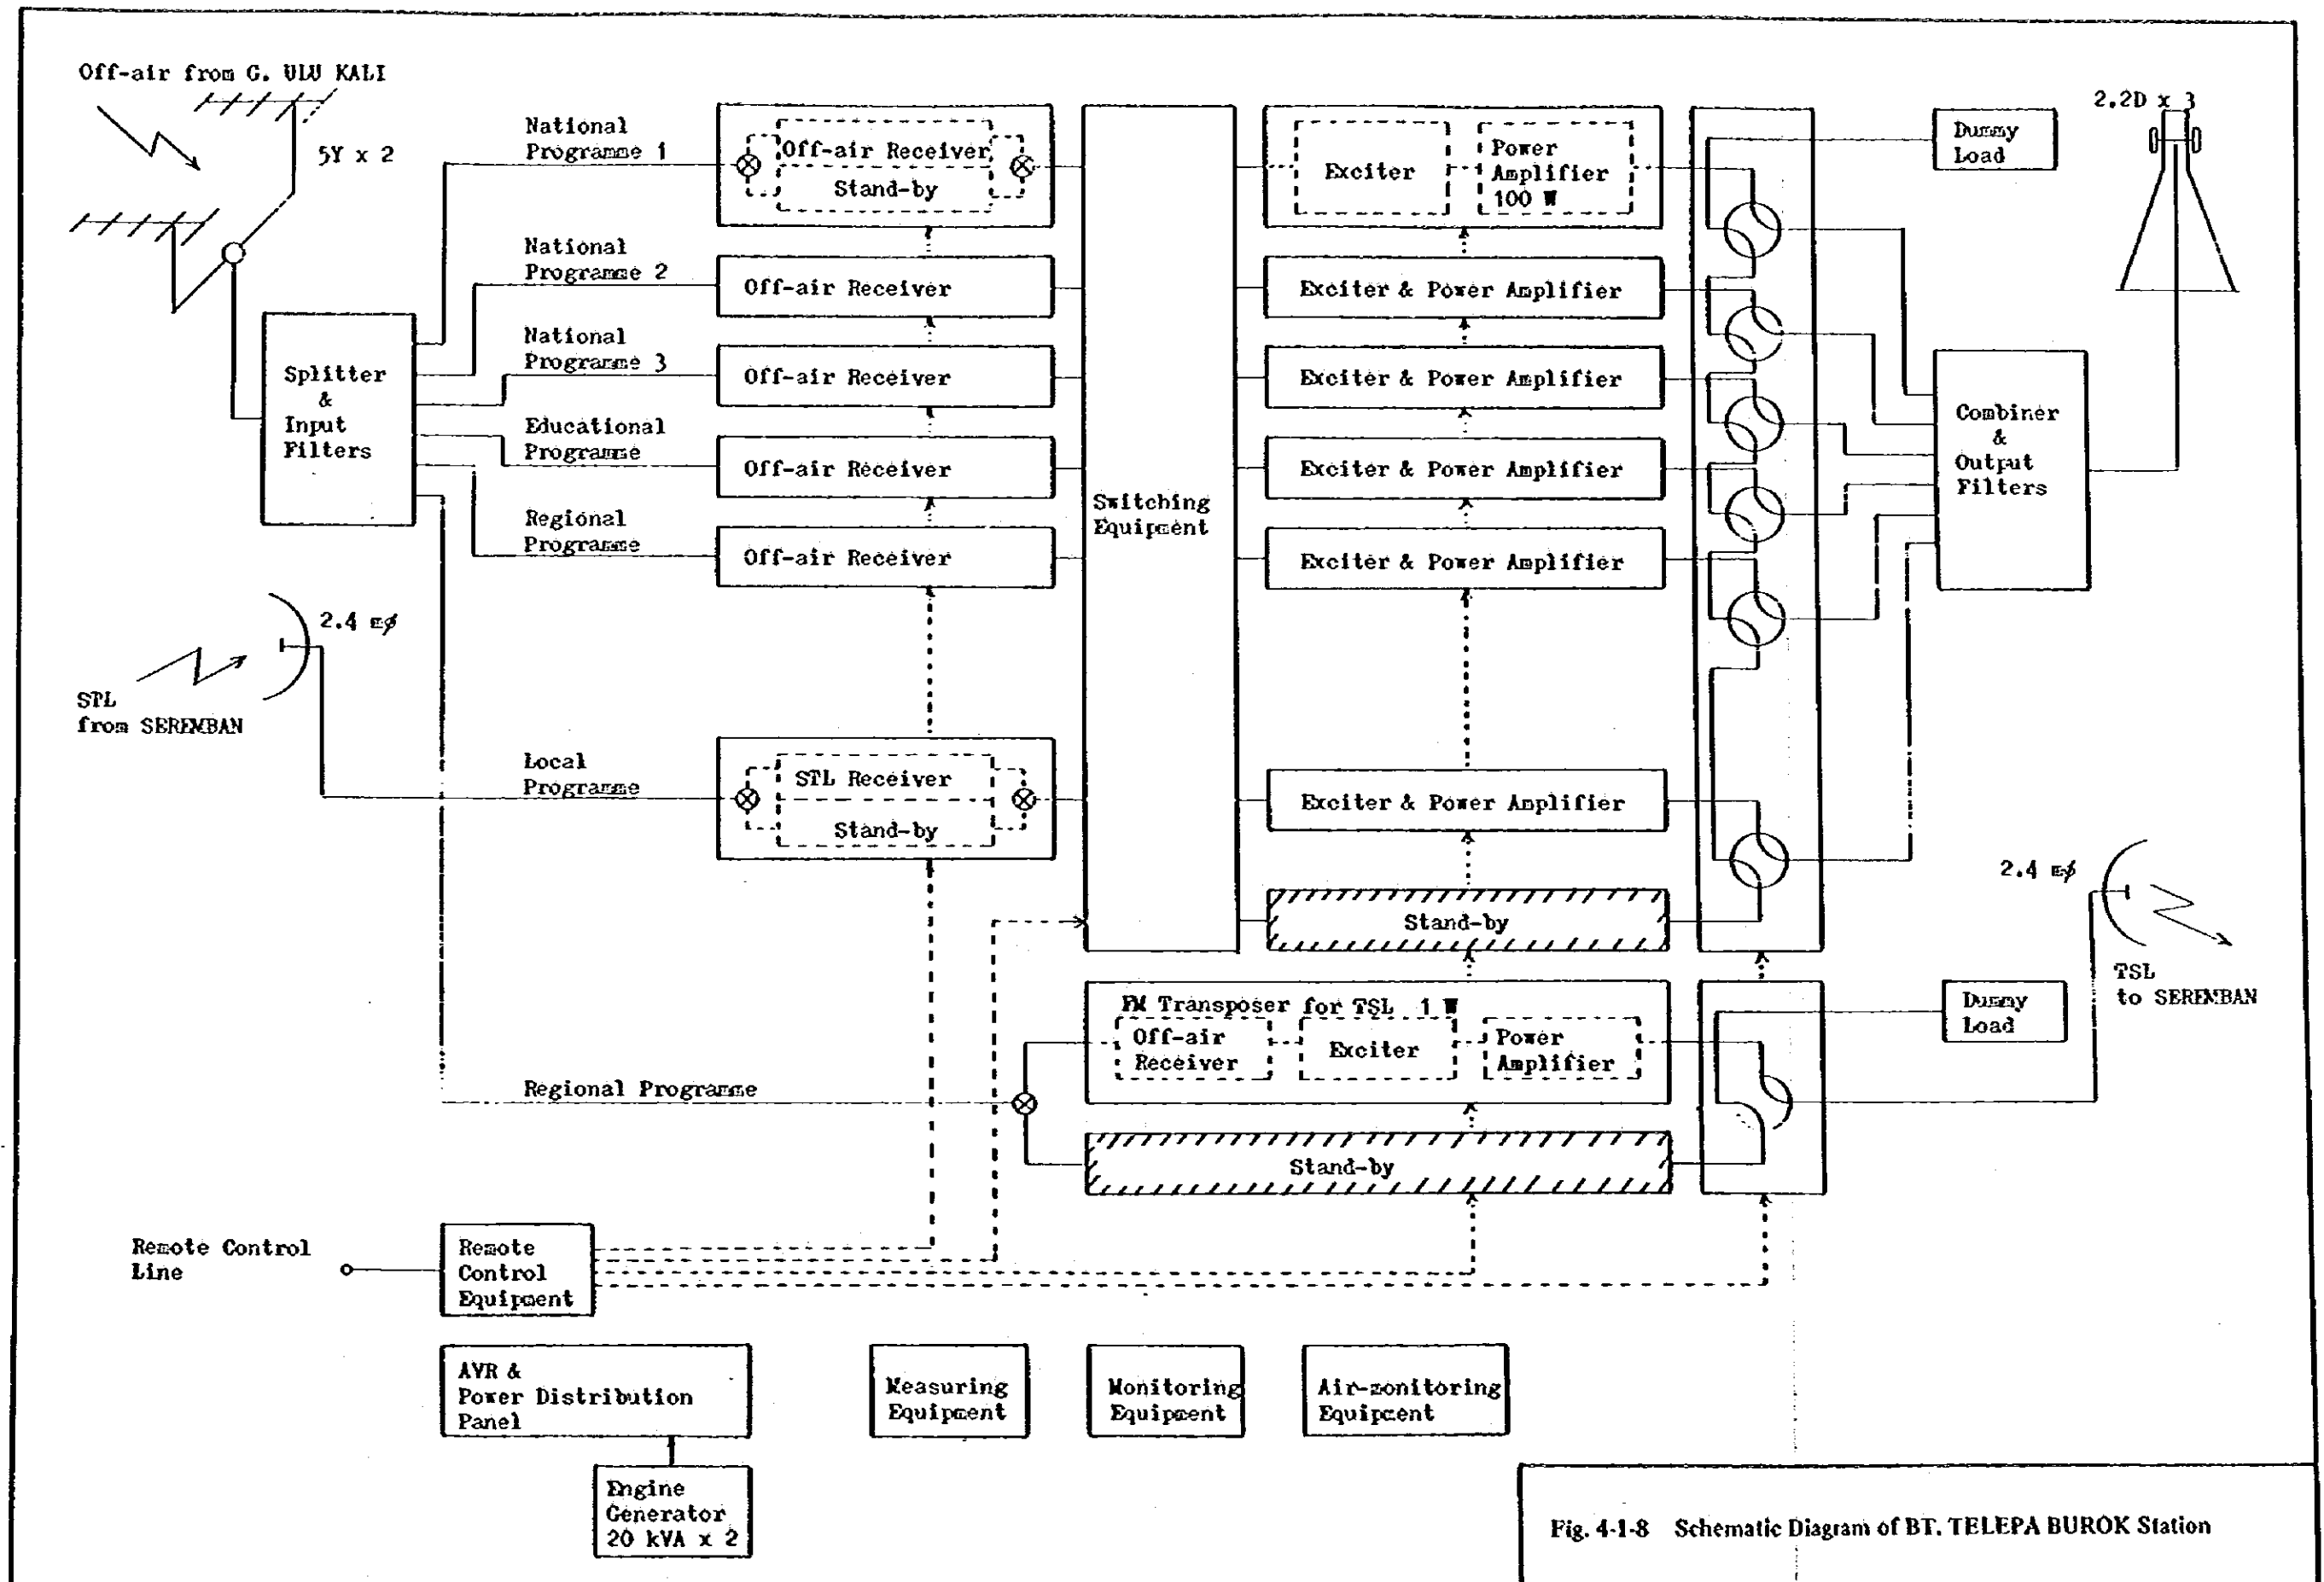 Off-air from G. ULU KALI
5Y x 2
National
Programme 1
Off-air Receiver
Stand-by
Exciter
Power
Amplifier
100 W
Dummy
Load
2.2D x 3
National
Programme 2
Off-air Receiver
Exciter & Power Amplifier
National
Programme 3
Off-air Receiver
Exciter & Power Amplifier
Splitter
&
Input
Filters
Educational
Programme
Off-air Receiver
Exciter & Power Amplifier
Combiner
&
Output
Filters
Switching
Equipment
Regional
Programme
Off-air Receiver
Exciter & Power Amplifier
2.4 mφ
STL
from SEREMBAN
Local
Programme
STL Receiver
Stand-by
Exciter & Power Amplifier
Stand-by
2.4 mφ
TSL
to SEREMBAN
FM Transposer for TSL 1 W
Off-air
Receiver
Exciter
Power
Amplifier
Dummy
Load
Regional Programme
Stand-by
Remote Control
Line
Remote
Control
Equipment
AVR &
Power Distribution
Panel
Measuring
Equipment
Monitoring
Equipment
Air-monitoring
Equipment
Engine
Generator
20 kVA x 2
Fig. 4-1-8 Schematic Diagram of BT. TELEPA BUROK Station